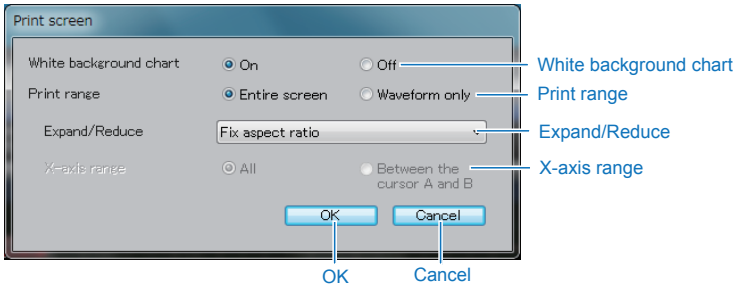 Print screen
White background chart On Off White background chart
Print range Entire screen Waveform only Print range
Expand/Reduce Fix aspect ratio Expand/Reduce
X-axis range All Between the cursor A and B X-axis range
OK Cancel
OK Cancel